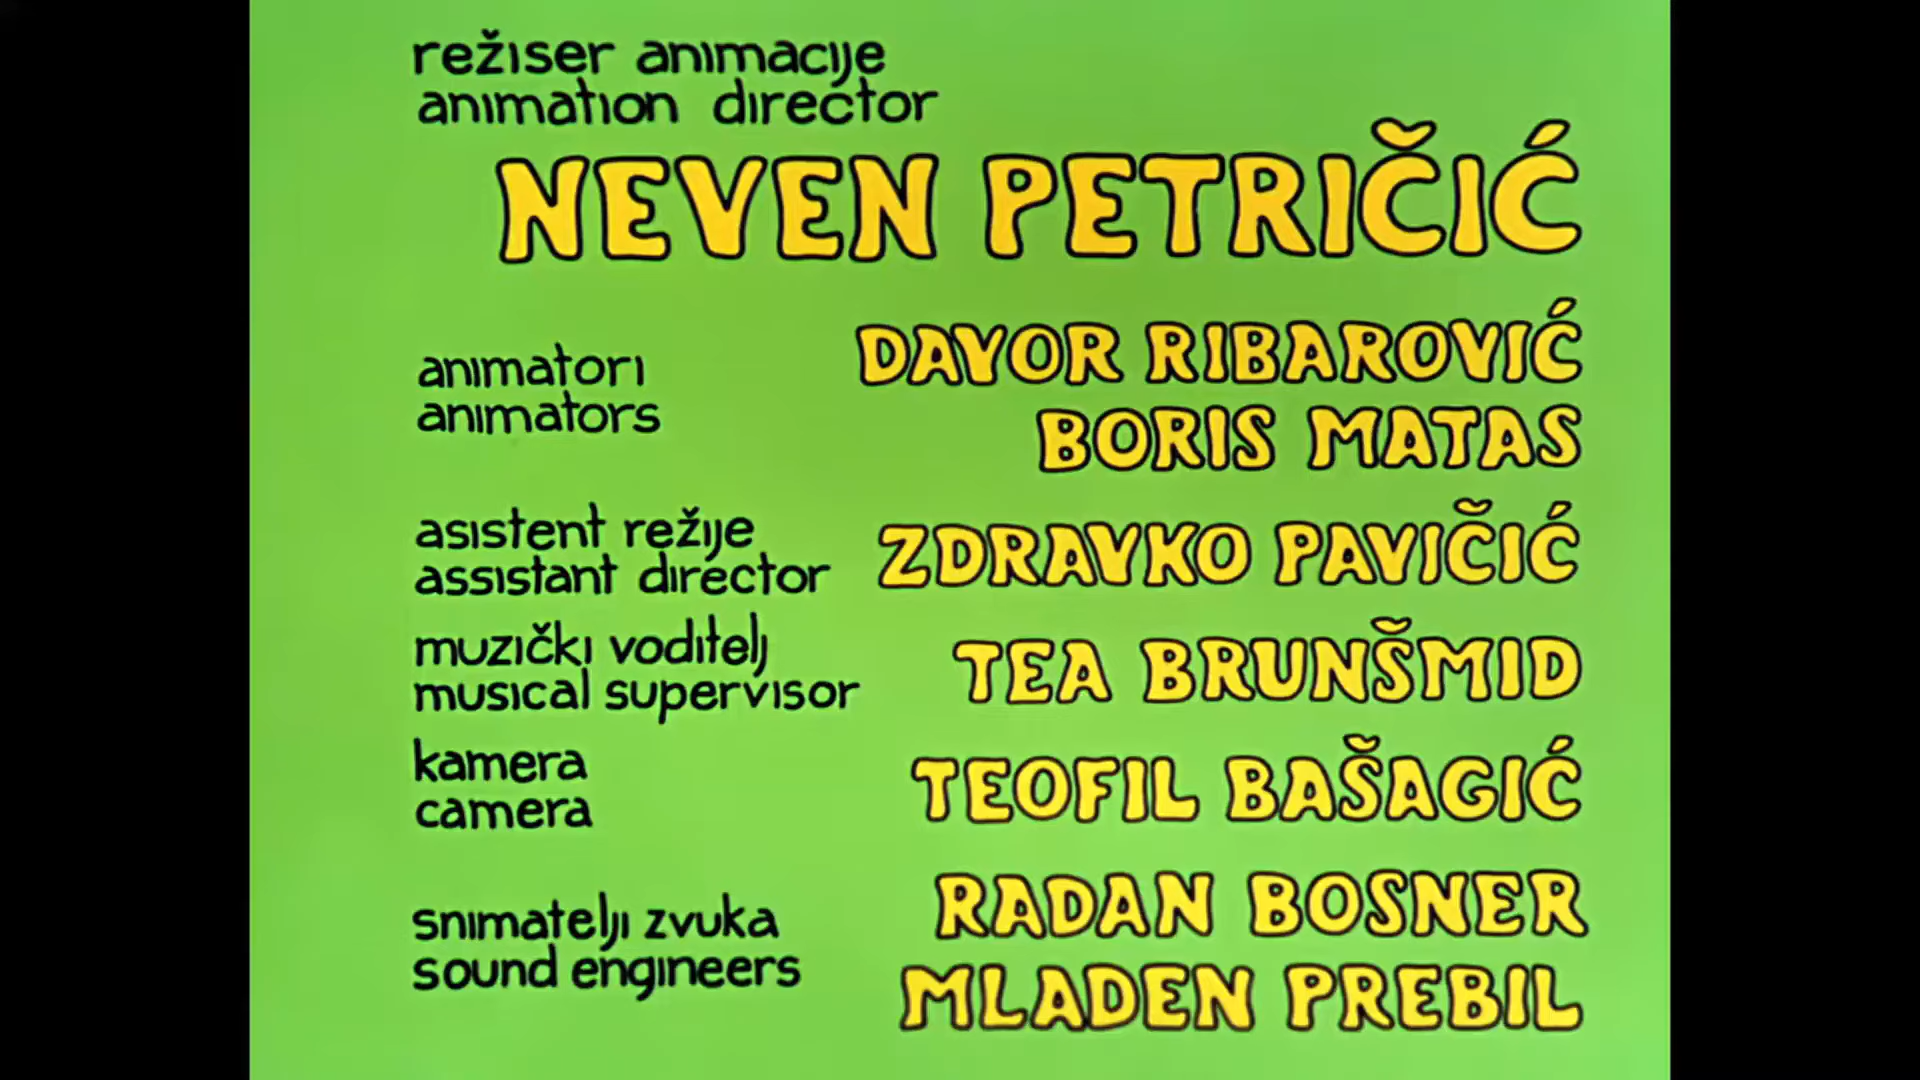 režiser animacije
animation director
NEVEN PETRIČIĆ
animatori
animators
DAVOR RIBAROVIĆ
BORIS MATAS
asistent režije
assistant director
ZDRAVKO PAVIČIĆ
muzički voditelj
musical supervisor
TEA BRUNŠMID
kamera
camera
TEOFIL BAŠAGIĆ
snimatelji zvuka
sound engineers
RADAN BOSNER
MLADEN PREBIL